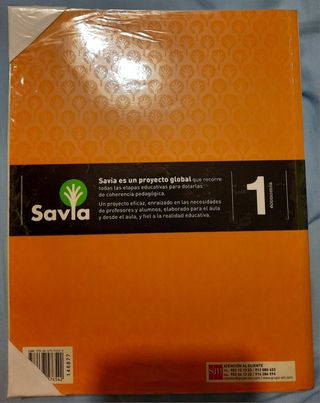 Savia
Savia es un proyecto global que recorre
todas las etapas educativas para dotarlas
de coherencia pedagógica.
Un proyecto eficaz, enraizado en las necesidades
de profesores y alumnos, elaborado para el aula
y desde el aula, y fiel a la realidad educativa.
1
economía
146877
sm
ATENCIÓN AL CLIENTE